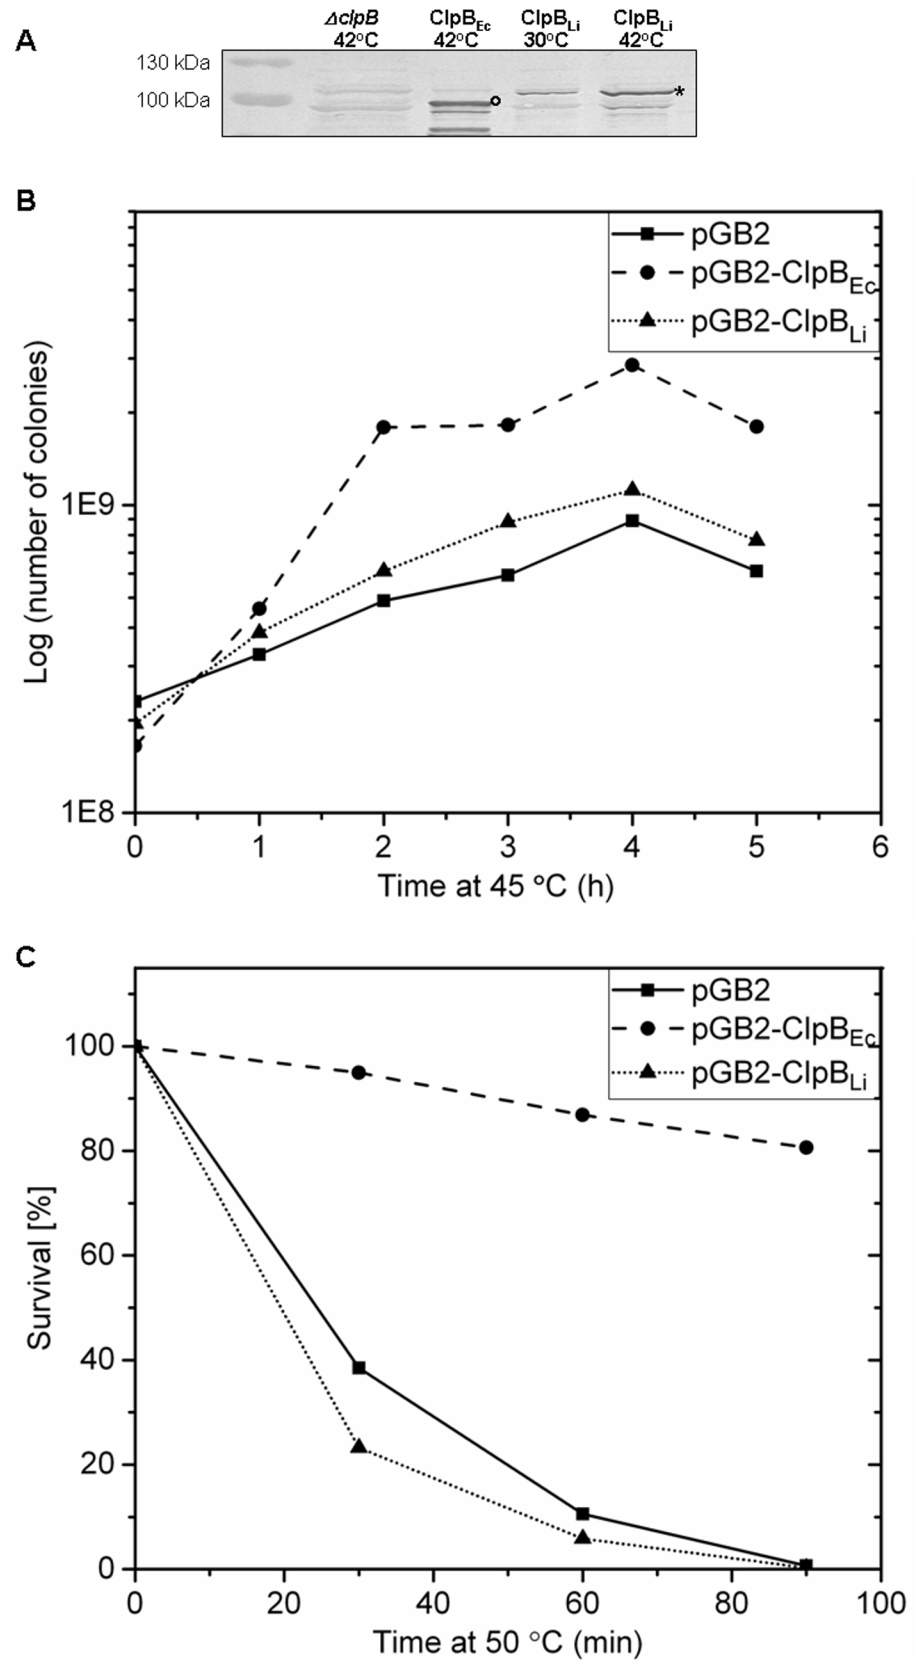 A
ΔclpB ClpBEc ClpBLi ClpBLi
42°C 42°C 30°C 42°C
130 kDa
100 kDa
*
B
pGB2
pGB2-ClpBEc
pGB2-ClpBLi
Log (number of colonies)
1E9
1E8
0 1 2 3 4 5 6
Time at 45 °C (h)
C
pGB2
pGB2-ClpBEc
pGB2-ClpBLi
Survival [%]
100
80
60
40
20
0
0 20 40 60 80 100
Time at 50 °C (min)